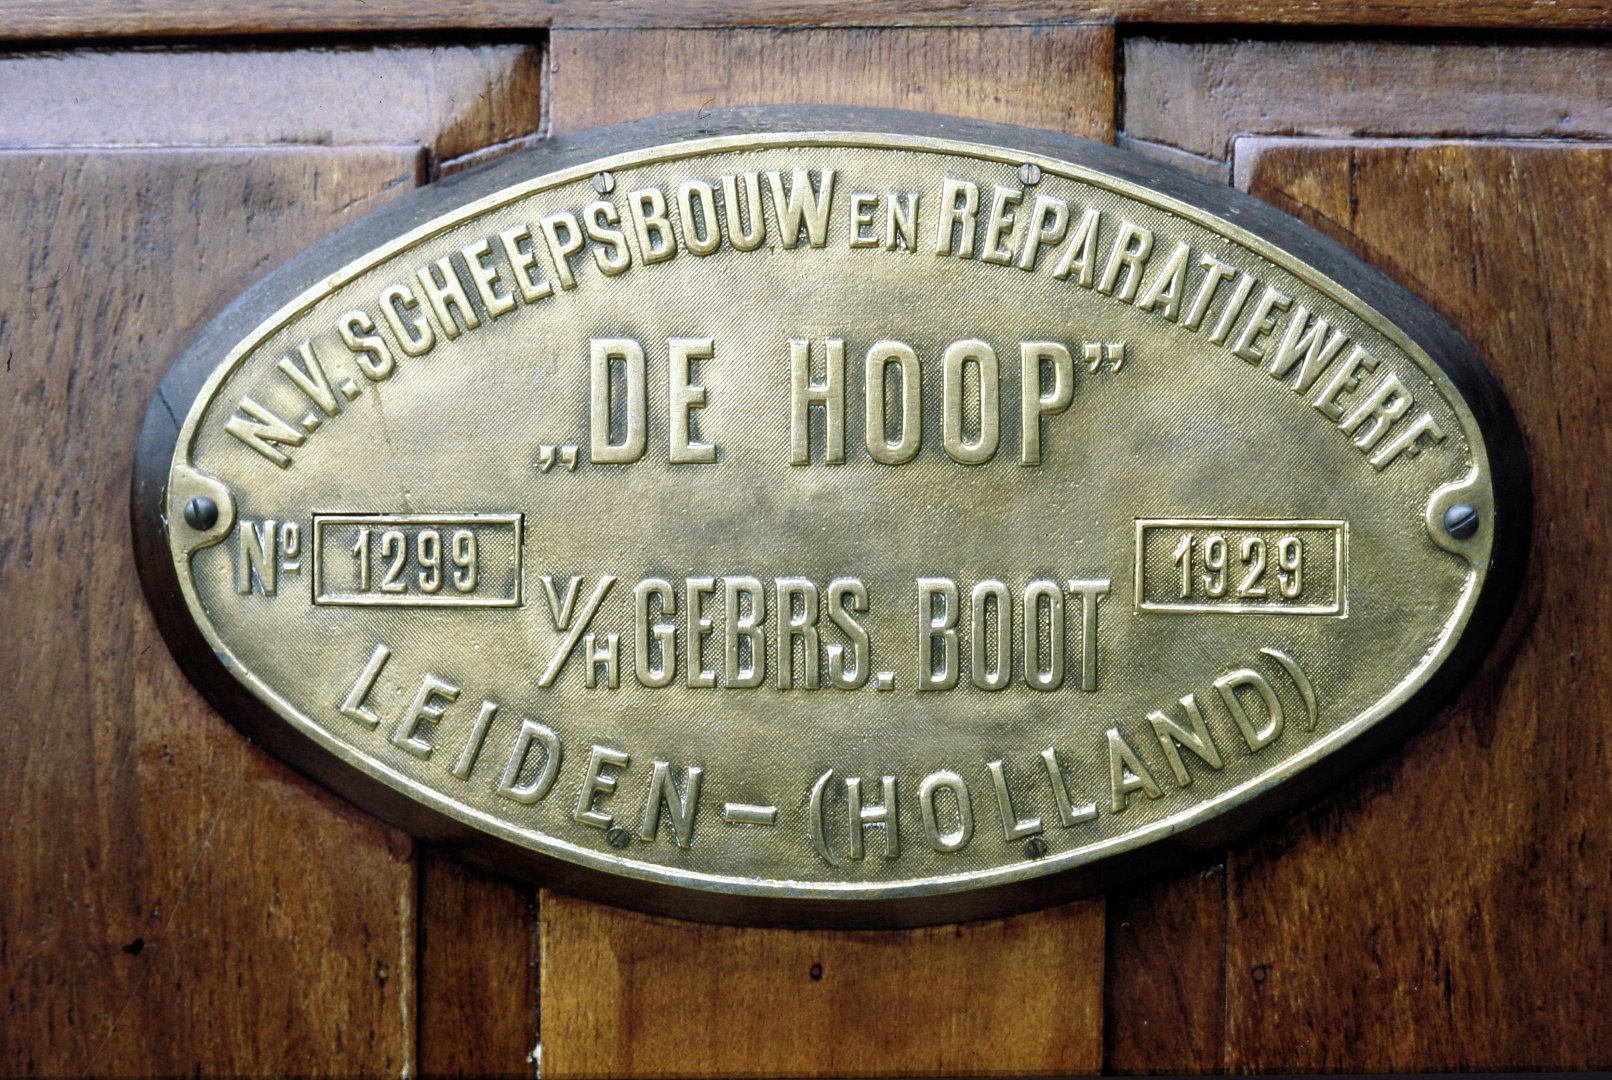 N.V. SCHEEPSBOUW EN REPARATIEWERF
„DE HOOP”
Nº 1299
1929
V/H GEBRS. BOOT
LEIDEN – (HOLLAND)